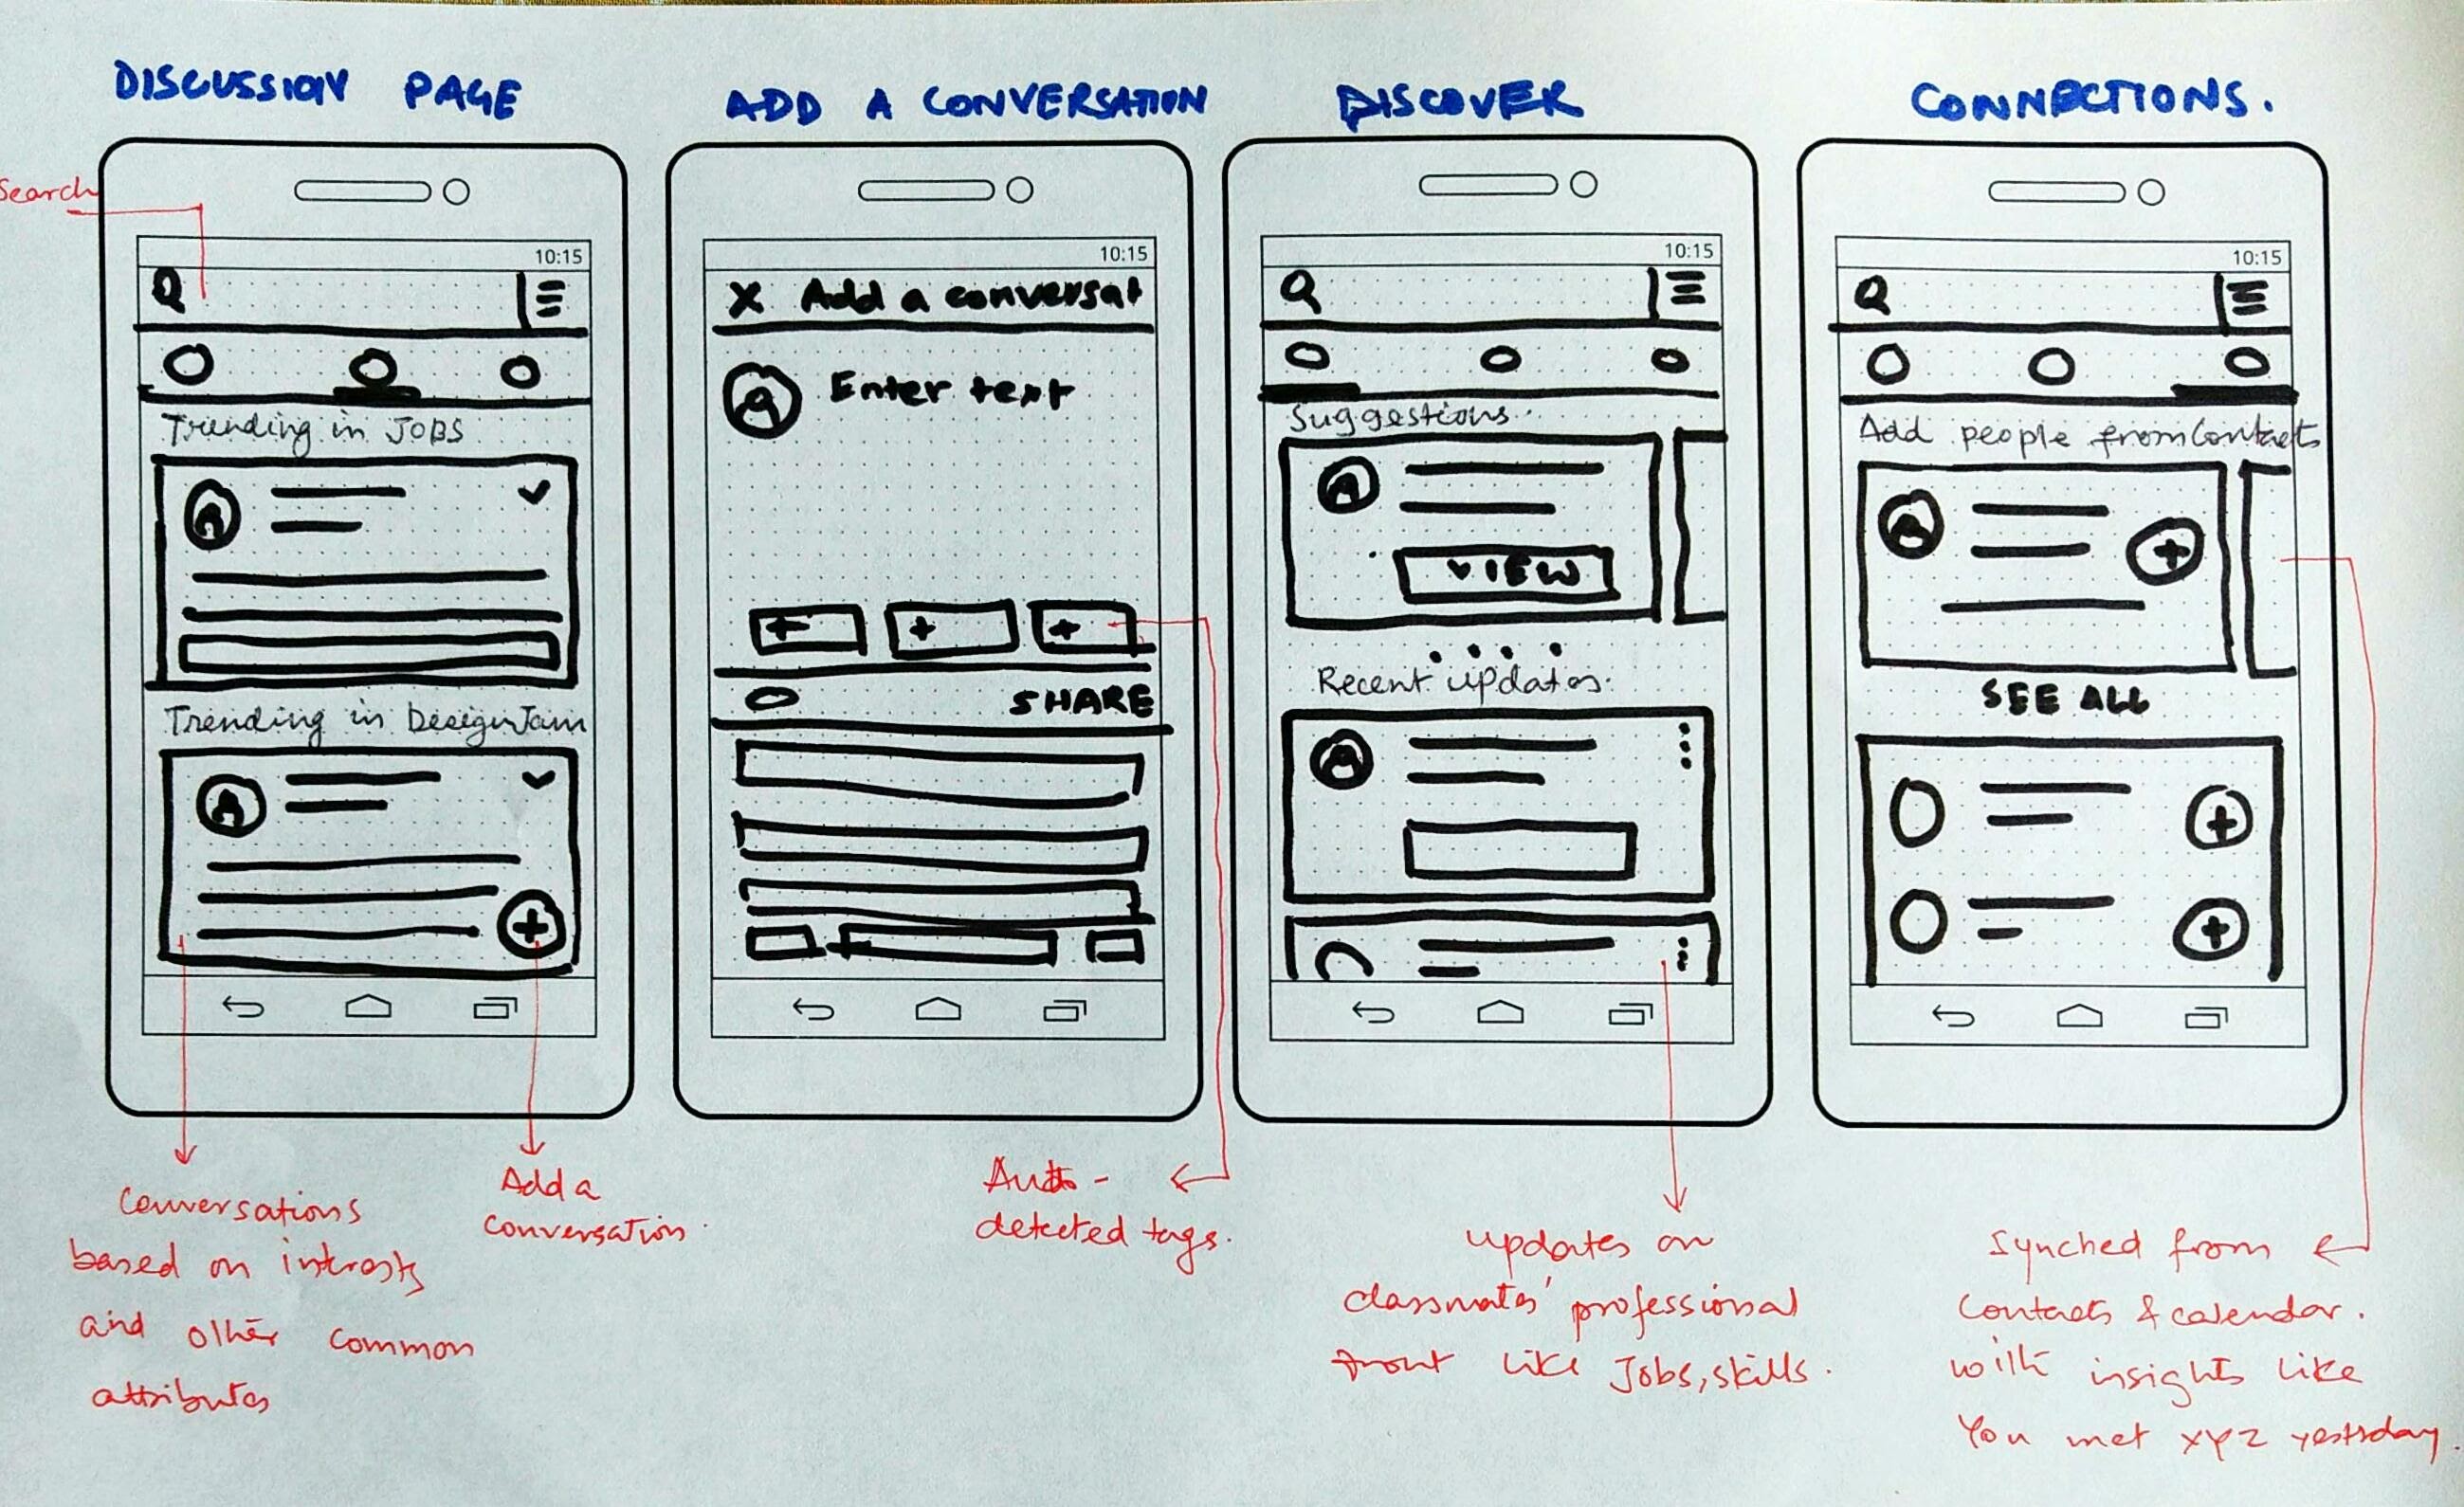 DISCUSSION PAGE
ADD A CONVERSATION
DISCOVER
CONNECTIONS.
Search
10:15
Trending in JOBS
Trending in DesignJam
10:15
X Add a conversat
Enter text
+ + +
SHARE
10:15
Suggestions..
VIEW
Recent updates.
10:15
Add people from Contacts
SEE ALL
Conversations
based on intrests
and other common
attributes
Add a
conversation.
Auto-
detected tags.
updates on
classmates' professional
front like Jobs, skills.
Synched from
Contacts & calendar.
with insights like
You met XYZ yestrday.